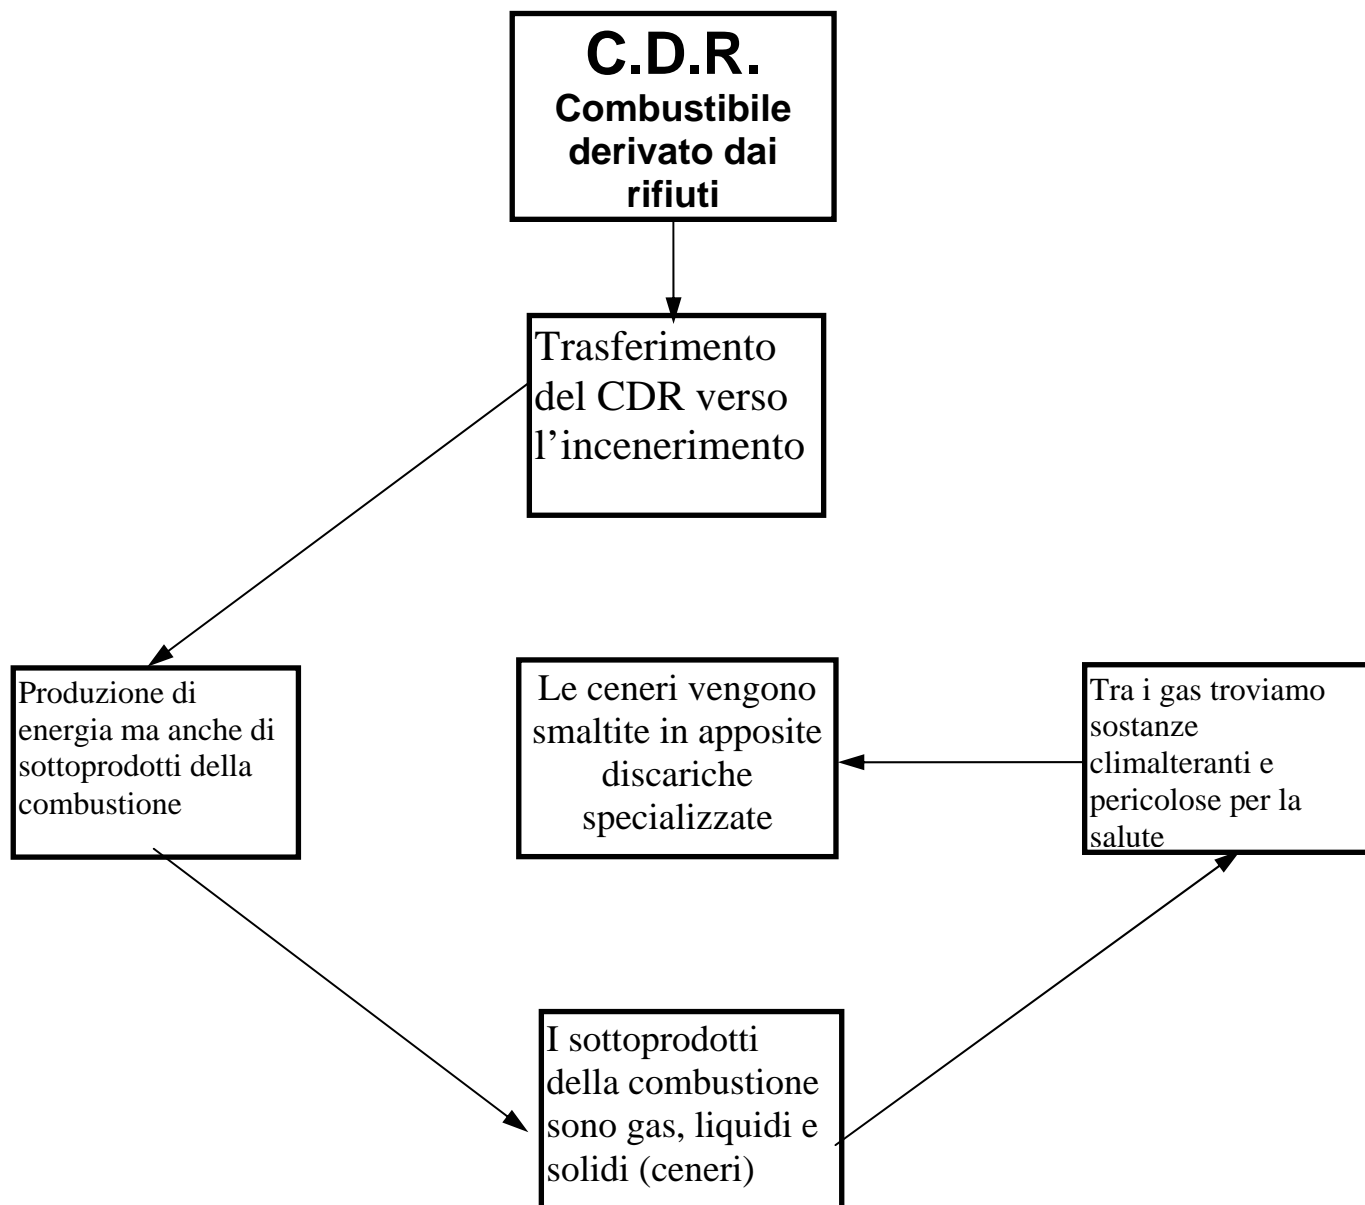 C.D.R.
Combustibile
derivato dai
rifiuti
Trasferimento
del CDR verso
l’incenerimento
Produzione di
energia ma anche di
sottoprodotti della
combustione
Le ceneri vengono
smaltite in apposite
discariche
specializzate
Tra i gas troviamo
sostanze
climalteranti e
pericolose per la
salute
I sottoprodotti
della combustione
sono gas, liquidi e
solidi (ceneri)